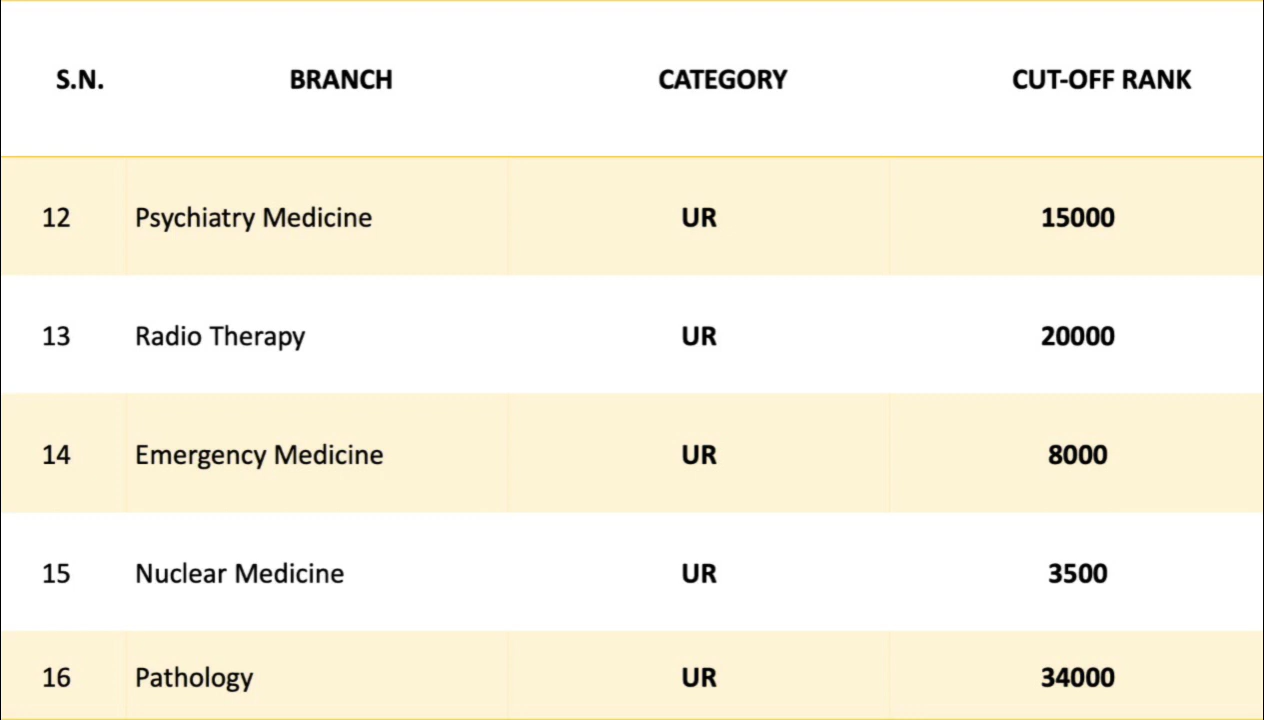 S.N. BRANCH CATEGORY CUT-OFF RANK
12 Psychiatry Medicine UR 15000
13 Radio Therapy UR 20000
14 Emergency Medicine UR 8000
15 Nuclear Medicine UR 3500
16 Pathology UR 34000